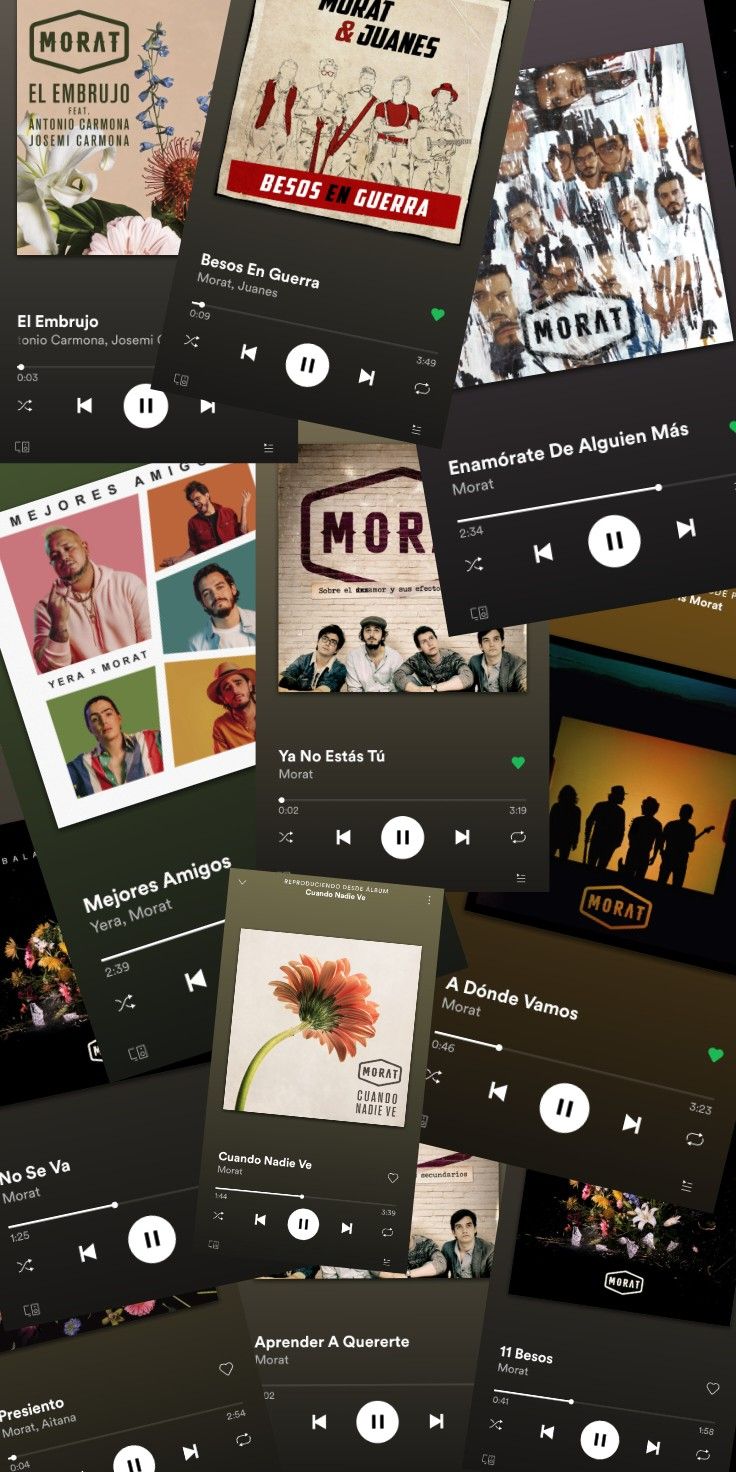 MORAT
EL EMBRUJO
FEAT.
ANTONIO CARMONA
JOSEMI CARMONA
El Embrujo
onio Carmona, Josemi
0:03
MORAT
& JUANES
BESOS EN GUERRA
Besos En Guerra
Morat, Juanes
0:09
3:49
MORAT
Enamórate De Alguien Más
Morat
2:34
MEJORES AMIG
YERA x MORAT
Mejores Amigos
Yera, Morat
2:39
MOR
Sobre el amor y sus efecto
Ya No Estás Tú
Morat
0:02
3:19
s Morat
MORAT
A Dónde Vamos
Morat
0:46
3:23
BALA
M
No Se Va
Morat
1:25
REPRODUCIENDO DESDE ÁLBUM
Cuando Nadie Ve
MORAT
CUANDO
NADIE VE
Cuando Nadie Ve
Morat
1:44
3:39
secundarios
Aprender A Quererte
Morat
02
MORAT
11 Besos
Morat
0:41
1:58
Presiento
Morat, Aitana
0:04
2:54